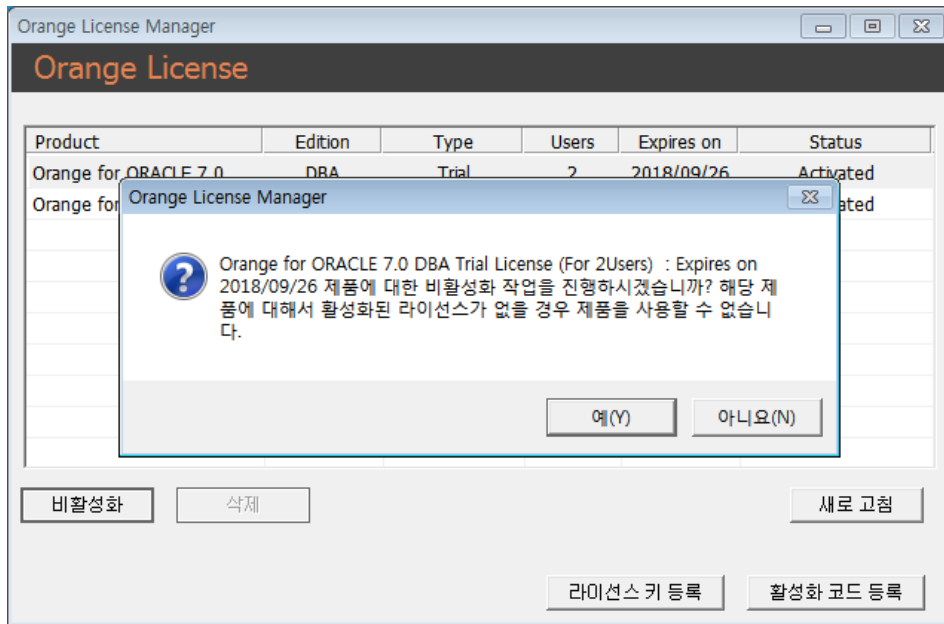 Orange License Manager
Orange License
Product Edition Type Users Expires on Status
Orange for ORACLE 7.0 DBA Trial 2 2018/09/26 Activated
Orange for
Orange License Manager
Orange for ORACLE 7.0 DBA Trial License (For 2Users) : Expires on
2018/09/26 제품에 대한 비활성화 작업을 진행하시겠습니까? 해당 제
품에 대해서 활성화된 라이선스가 없을 경우 제품을 사용할 수 없습니
다.
예(Y) 아니요(N)
비활성화 삭제 새로 고침
라이선스 키 등록 활성화 코드 등록